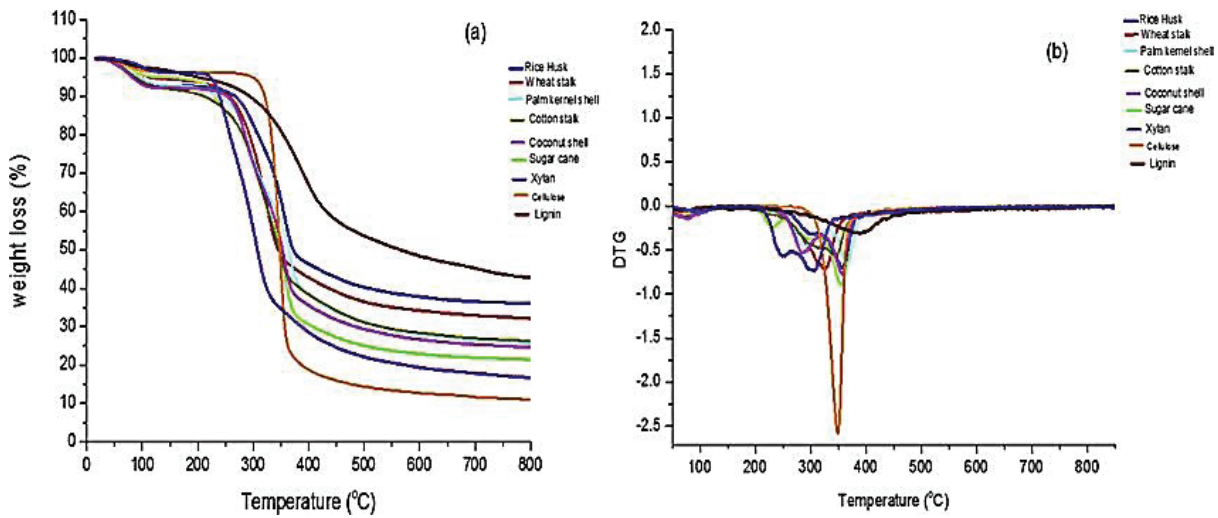 (a)
110
100
90
80
70
60
50
40
30
20
10
0
weight loss (%)
0 100 200 300 400 500 600 700 800
Temperature (⁰C)
Rice Husk
Wheat stalk
Palm kernel shell
Cotton stalk
Coconut shell
Sugar cane
Xylan
Cellulose
Lignin
(b)
2.0
1.5
1.0
0.5
0.0
-0.5
-1.0
-1.5
-2.0
-2.5
DTG
100 200 300 400 500 600 700 800
Temperature (⁰C)
Rice Husk
Wheat stalk
Palm kernel shell
Cotton stalk
Coconut shell
Sugar cane
Xylan
Cellulose
Lignin